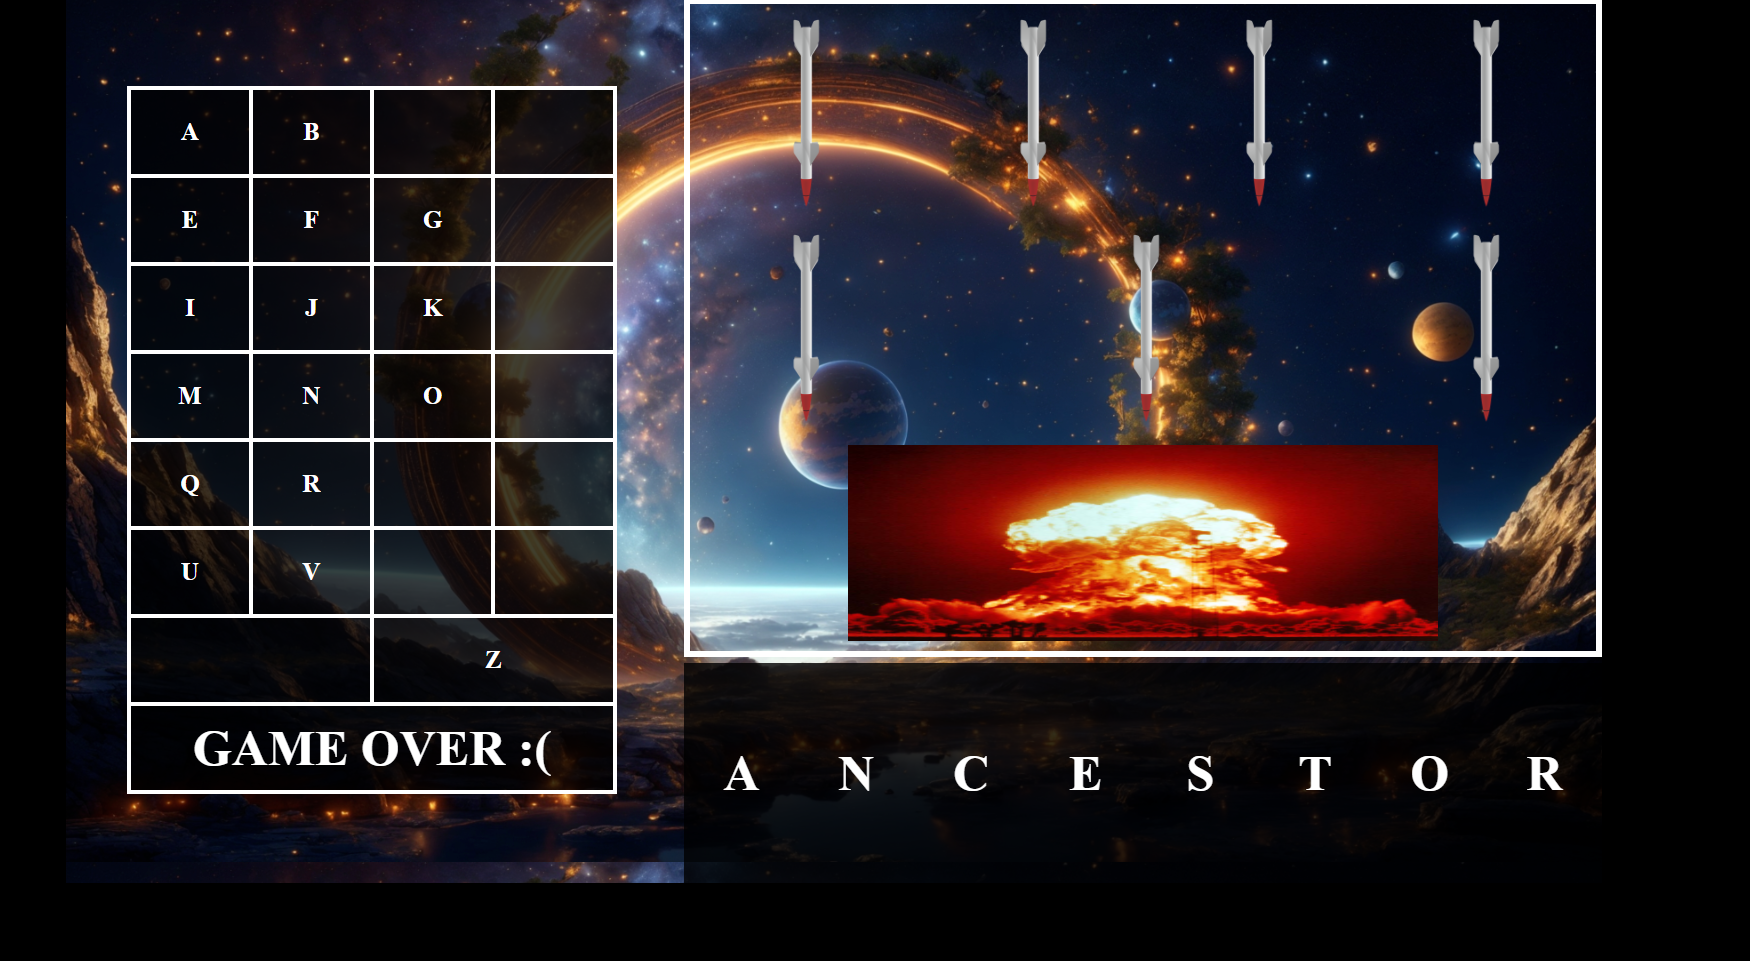 A B
E F G
I J K
M N O
Q R
U V
Z
GAME OVER :(
A N C E S T O R